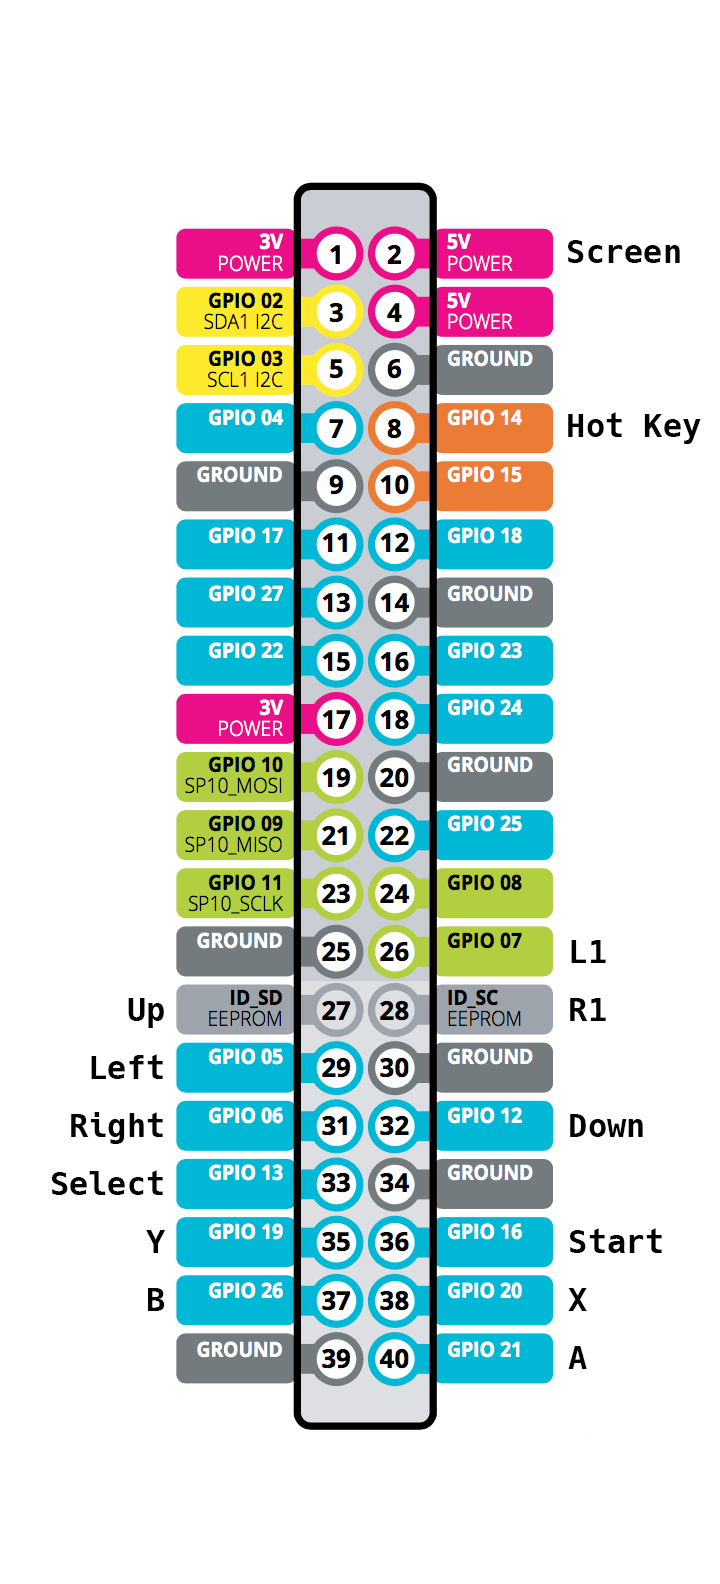 3V 5V Screen
POWER 1 2 POWER
GPIO 02 5V
SDA1 I2C 3 4 POWER
GPIO 03 GROUND
SCL1 I2C 5 6
GPIO 04 7 8 GPIO 14 Hot Key
GROUND 9 10 GPIO 15
GPIO 17 11 12 GPIO 18
GPIO 27 13 14 GROUND
GPIO 22 15 16 GPIO 23
3V GPIO 24
POWER 17 18
GPIO 10 GROUND
SP10_MOSI 19 20
GPIO 09 GPIO 25
SP10_MISO 21 22
GPIO 11 GPIO 08
SP10_SCLK 23 24
GROUND 25 26 GPIO 07 L1
Up ID_SD 27 28 ID_SC R1
EEPROM EEPROM
Left GPIO 05 29 30 GROUND
Right GPIO 06 31 32 GPIO 12 Down
Select GPIO 13 33 34 GROUND
Y GPIO 19 35 36 GPIO 16 Start
B GPIO 26 37 38 GPIO 20 X
GROUND 39 40 GPIO 21 A